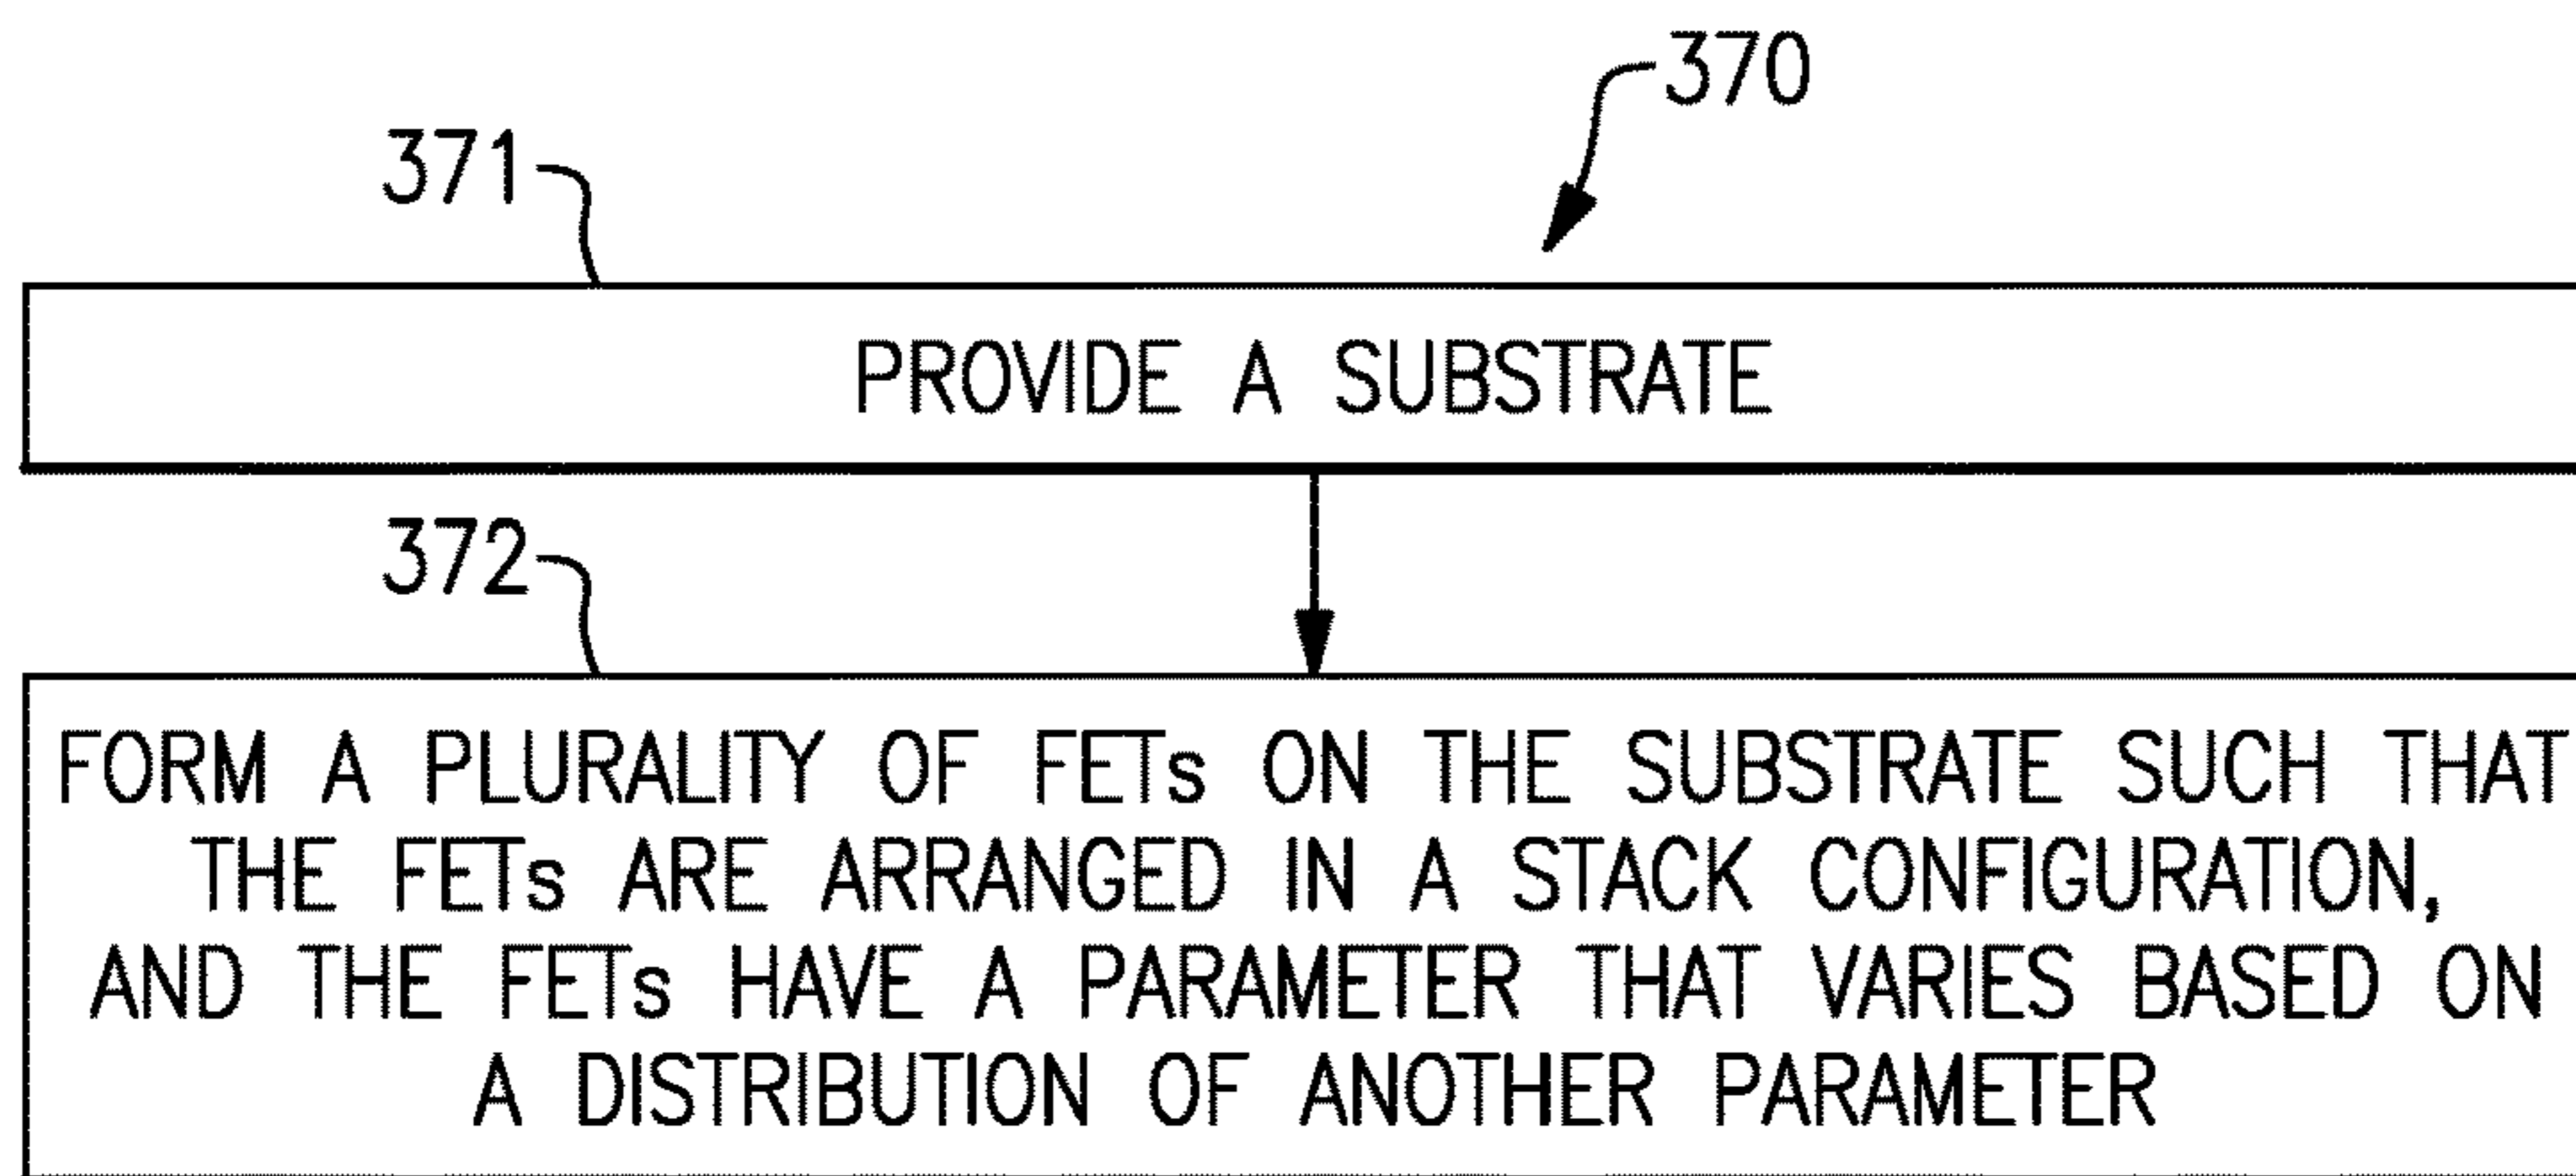 370
371
PROVIDE A SUBSTRATE
372
FORM A PLURALITY OF FETs ON THE SUBSTRATE SUCH THAT
THE FETs ARE ARRANGED IN A STACK CONFIGURATION,
AND THE FETs HAVE A PARAMETER THAT VARIES BASED ON
A DISTRIBUTION OF ANOTHER PARAMETER